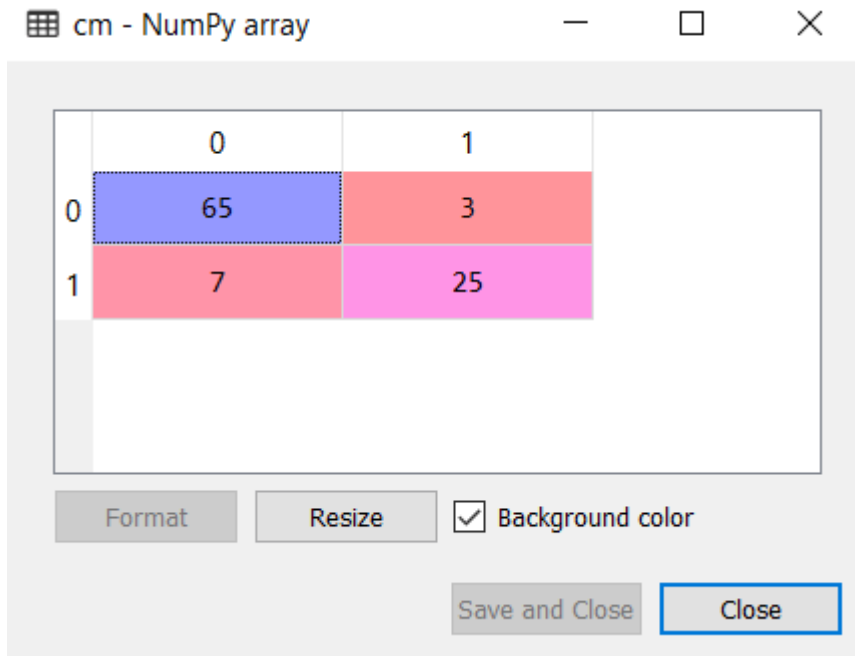 cm - NumPy array
0 1
0 65 3
1 7 25
Format Resize Background color
Save and Close Close